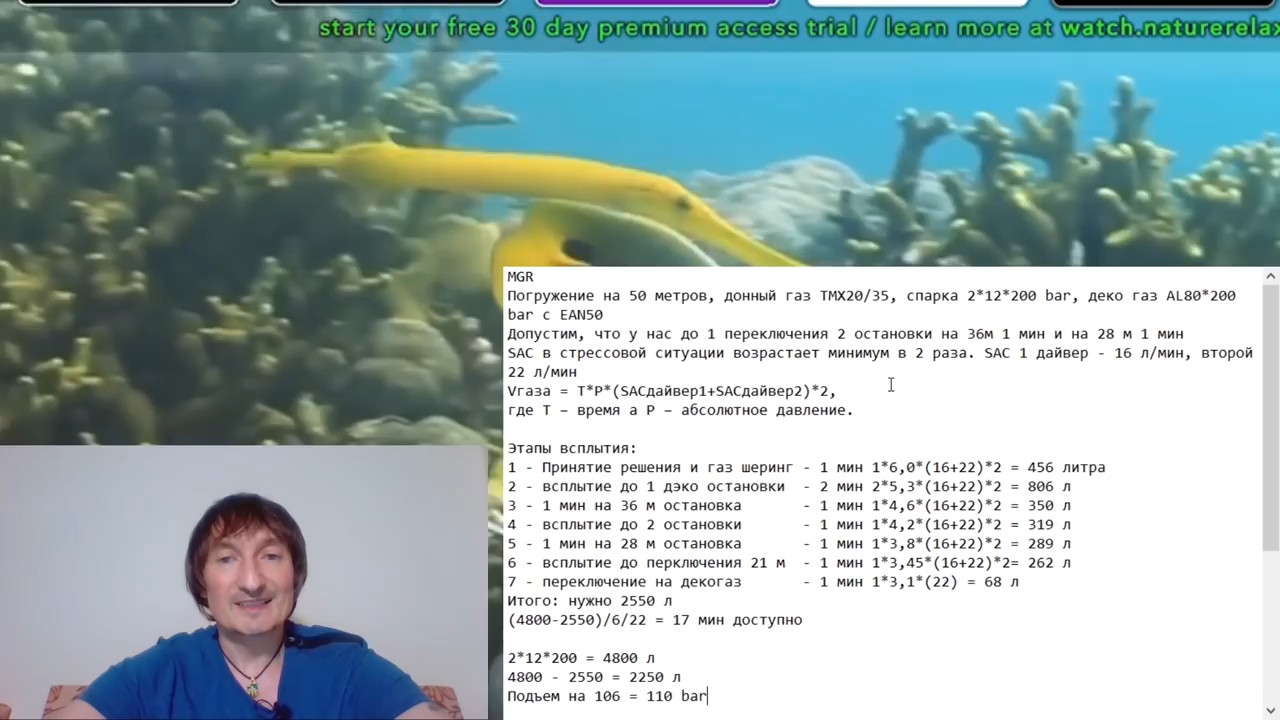 start your free 30 day premium access trial / learn more at watch.naturerelax
MGR
Погружение на 50 метров, донный газ TMX20/35, спарка 2*12*200 bar, деко газ AL80*200
bar с EAN50
Допустим, что у нас до 1 переключения 2 остановки на 36м 1 мин и на 28 м 1 мин
SAC в стрессовой ситуации возрастает минимум в 2 раза. SAC 1 дайвер - 16 л/мин, второй
22 л/мин
Vгаза = T*P*(SACдайвер1+SACдайвер2)*2,
где T – время а P – абсолютное давление.
Этапы всплытия:
1 - Принятие решения и газ шеринг - 1 мин 1*6,0*(16+22)*2 = 456 литра
2 - всплытие до 1 дэко остановки - 2 мин 2*5,3*(16+22)*2 = 806 л
3 - 1 мин на 36 м остановка - 1 мин 1*4,6*(16+22)*2 = 350 л
4 - всплытие до 2 остановки - 1 мин 1*4,2*(16+22)*2 = 319 л
5 - 1 мин на 28 м остановка - 1 мин 1*3,8*(16+22)*2 = 289 л
6 - всплытие до перключения 21 м - 1 мин 1*3,45*(16+22)*2= 262 л
7 - переключение на декогаз - 1 мин 1*3,1*(22) = 68 л
Итого: нужно 2550 л
(4800-2550)/6/22 = 17 мин доступно
2*12*200 = 4800 л
4800 - 2550 = 2250 л
Подъем на 106 = 110 bar